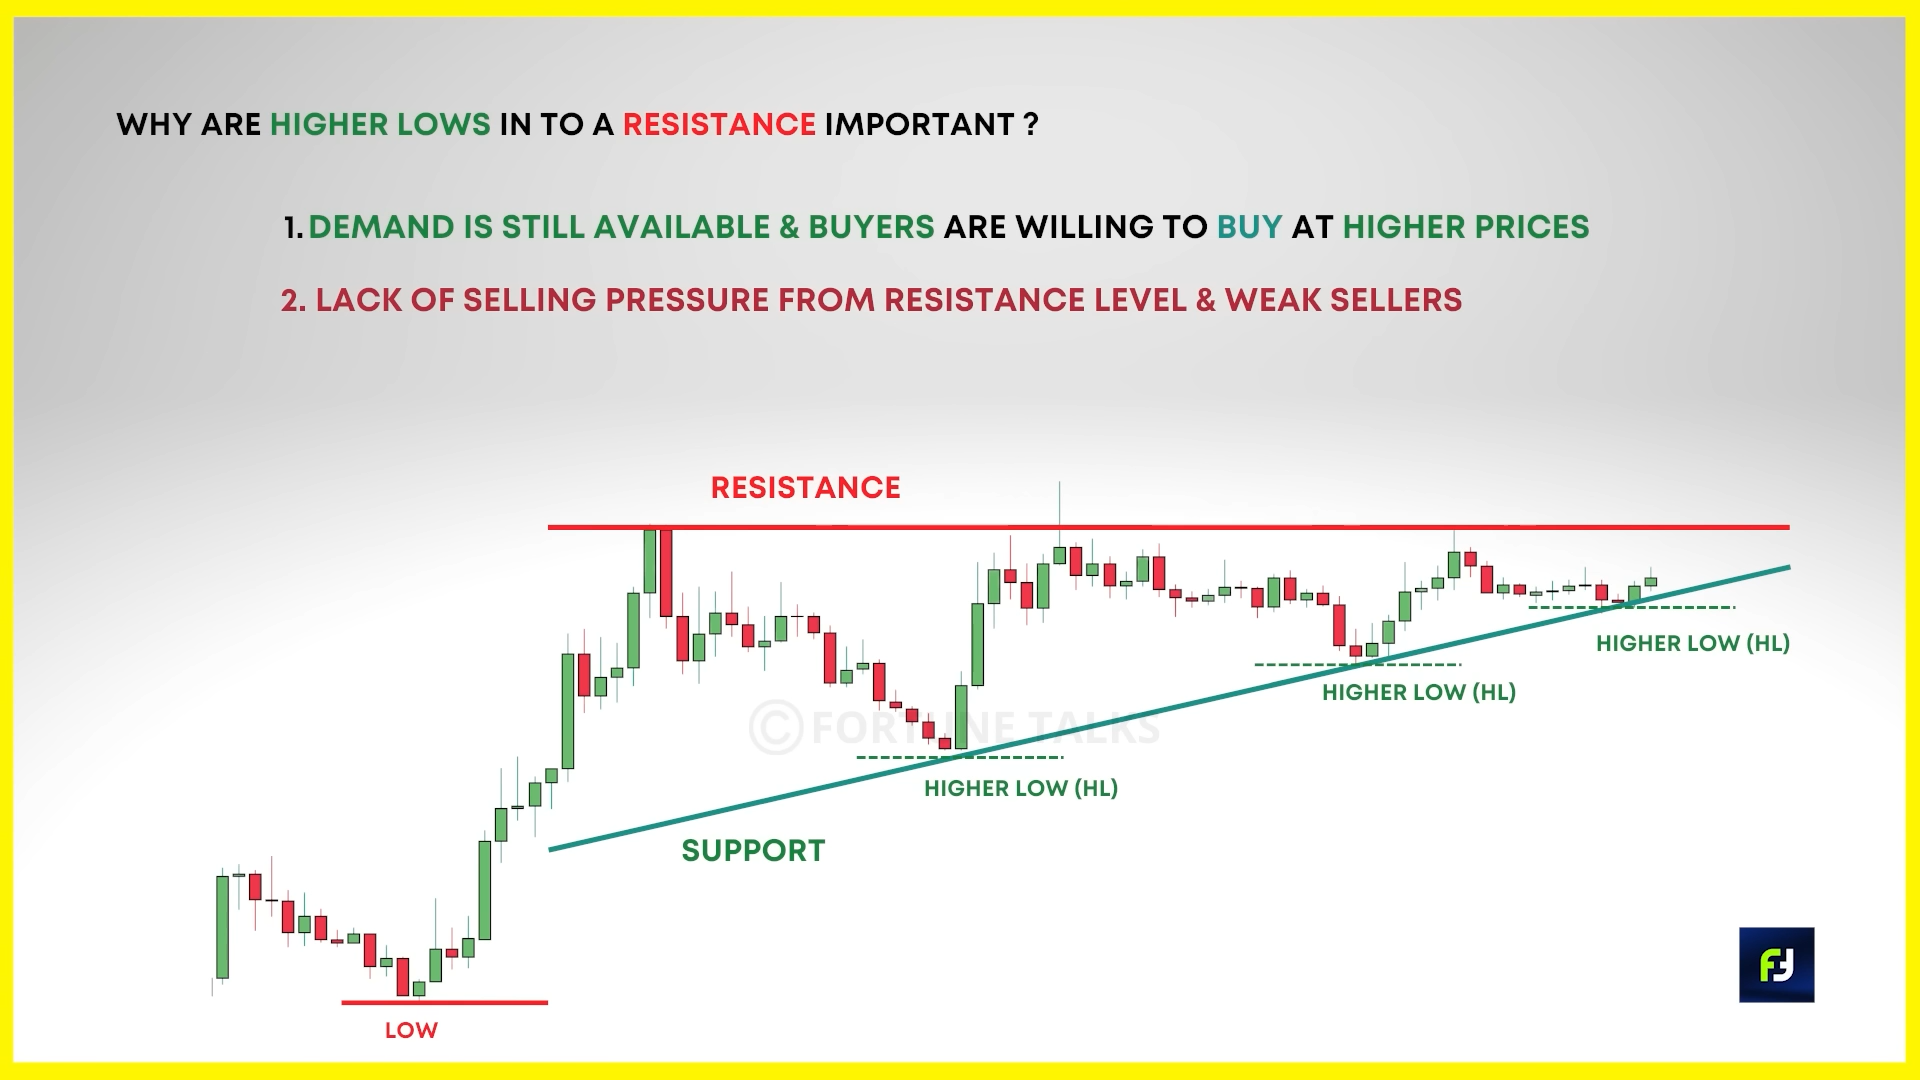 WHY ARE HIGHER LOWS IN TO A RESISTANCE IMPORTANT ?
1. DEMAND IS STILL AVAILABLE & BUYERS ARE WILLING TO BUY AT HIGHER PRICES
2. LACK OF SELLING PRESSURE FROM RESISTANCE LEVEL & WEAK SELLERS
RESISTANCE
HIGHER LOW (HL)
HIGHER LOW (HL)
© FORTUNE TALKS
HIGHER LOW (HL)
SUPPORT
LOW